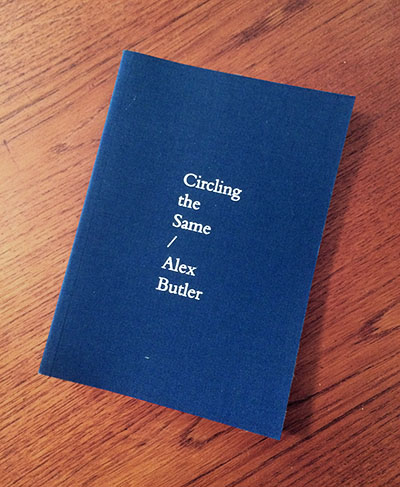 Circling
the
Same
/
Alex
Butler